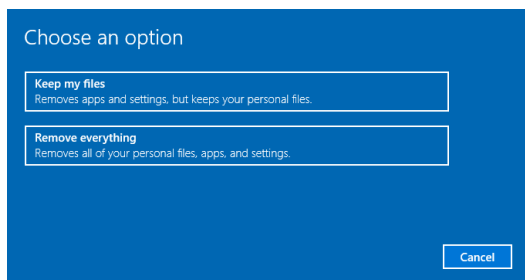 Choose an option
Keep my files
Removes apps and settings, but keeps your personal files.
Remove everything
Removes all of your personal files, apps, and settings.
Cancel